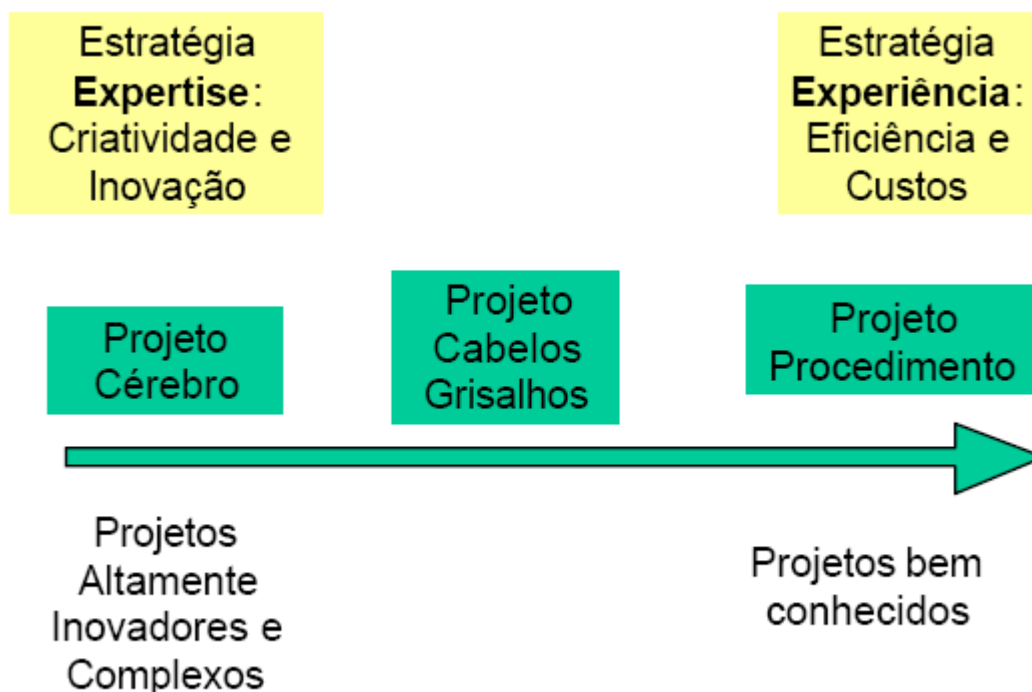 Estratégia
Expertise:
Criatividade e
Inovação
Estratégia
Experiência:
Eficiência e
Custos
Projeto
Cérebro
Projeto
Cabelos
Grisalhos
Projeto
Procedimento
Projetos
Altamente
Inovadores e
Complexos
Projetos bem
conhecidos